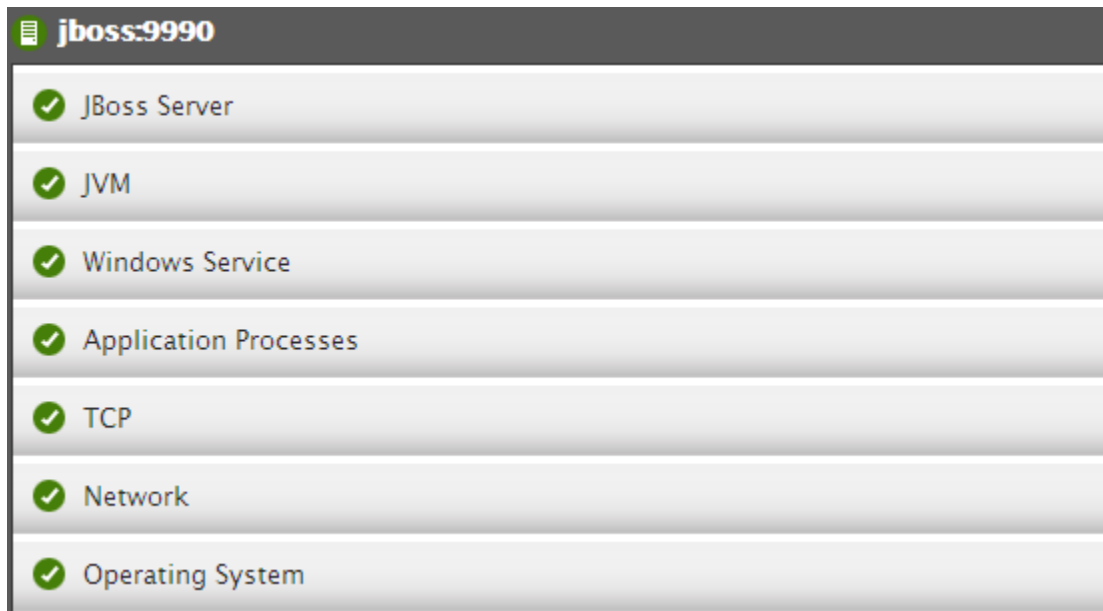 jboss:9990
JBoss Server
JVM
Windows Service
Application Processes
TCP
Network
Operating System